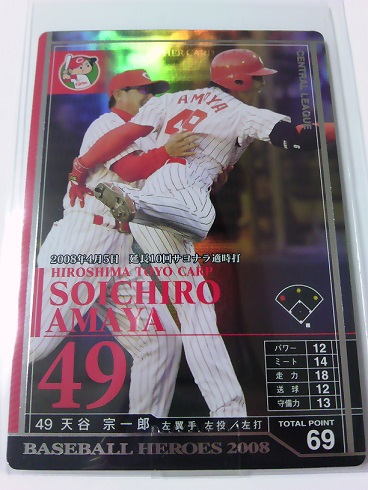 CENTRAL LEAGUE
AMAYA
49
2008年4月5日 延長10回サヨナラ適時打
HIROSHIMA TOYO CARP
SOICHIRO
AMAYA
49
パワー 12
ミート 14
走力 18
送球 12
守備力 13
49 天谷 宗一郎 左翼手 左投/左打
TOTAL POINT
69
BASEBALL HEROES 2008